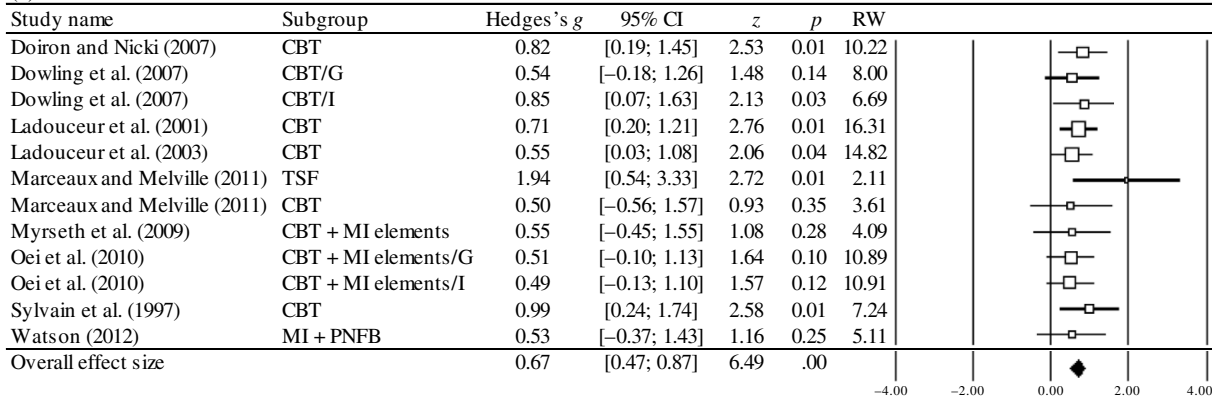 Study name Subgroup Hedges's g 95% CI z p RW
Doiron and Nicki (2007) CBT 0.82 [0.19; 1.45] 2.53 0.01 10.22
Dowling et al. (2007) CBT/G 0.54 [−0.18; 1.26] 1.48 0.14 8.00
Dowling et al. (2007) CBT/I 0.85 [0.07; 1.63] 2.13 0.03 6.69
Ladouceur et al. (2001) CBT 0.71 [0.20; 1.21] 2.76 0.01 16.31
Ladouceur et al. (2003) CBT 0.55 [0.03; 1.08] 2.06 0.04 14.82
Marceaux and Melville (2011) TSF 1.94 [0.54; 3.33] 2.72 0.01 2.11
Marceaux and Melville (2011) CBT 0.50 [−0.56; 1.57] 0.93 0.35 3.61
Myrseth et al. (2009) CBT + MI elements 0.55 [−0.45; 1.55] 1.08 0.28 4.09
Oei et al. (2010) CBT + MI elements/G 0.51 [−0.10; 1.13] 1.64 0.10 10.89
Oei et al. (2010) CBT + MI elements/I 0.49 [−0.13; 1.10] 1.57 0.12 10.91
Sylvain et al. (1997) CBT 0.99 [0.24; 1.74] 2.58 0.01 7.24
Watson (2012) MI + PNFB 0.53 [−0.37; 1.43] 1.16 0.25 5.11
Overall effect size 0.67 [0.47; 0.87] 6.49 .00
−4.00 −2.00 0.00 2.00 4.00